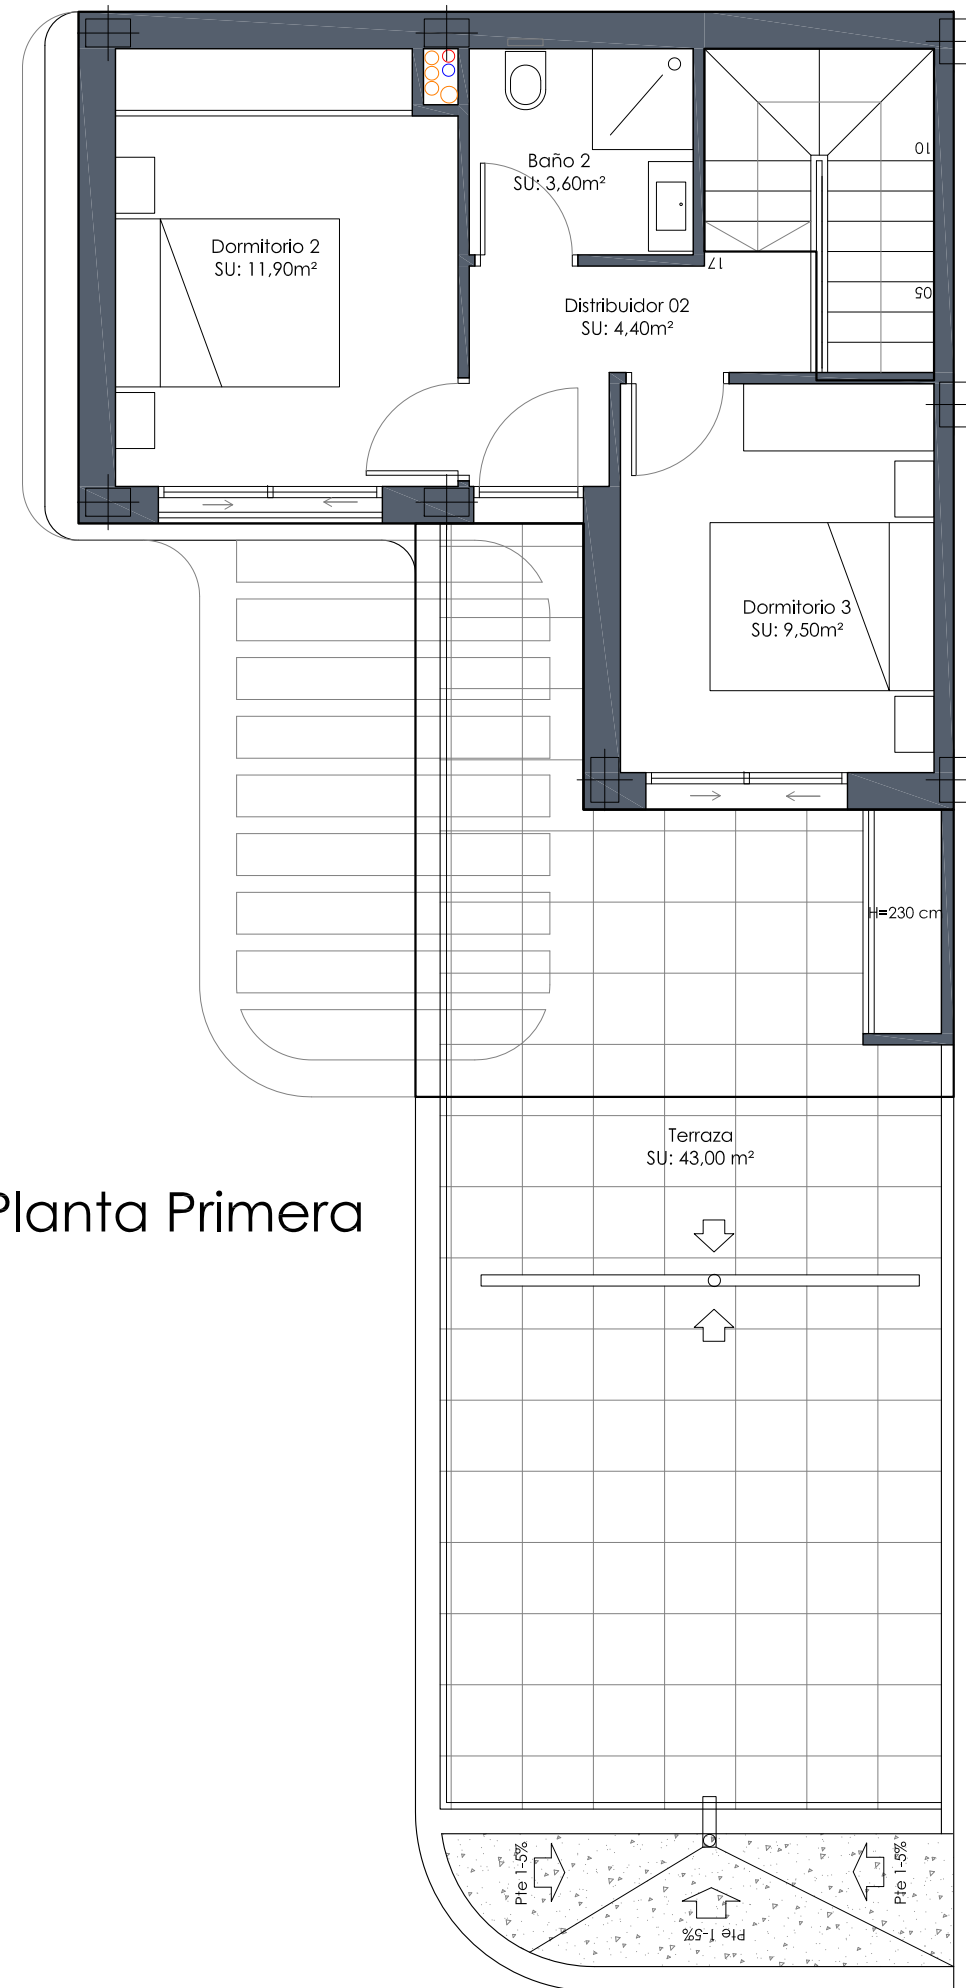 10
Baño 2
SU: 3,60m²
Dormitorio 2
SU: 11,90m²
17
05
Distribuidor 02
SU: 4,40m²
Dormitorio 3
SU: 9,50m²
H=230 cm
Terraza
SU: 43,00 m²
Planta Primera
Pte 1-5%
Pte 1-5%
Pte 1-5%